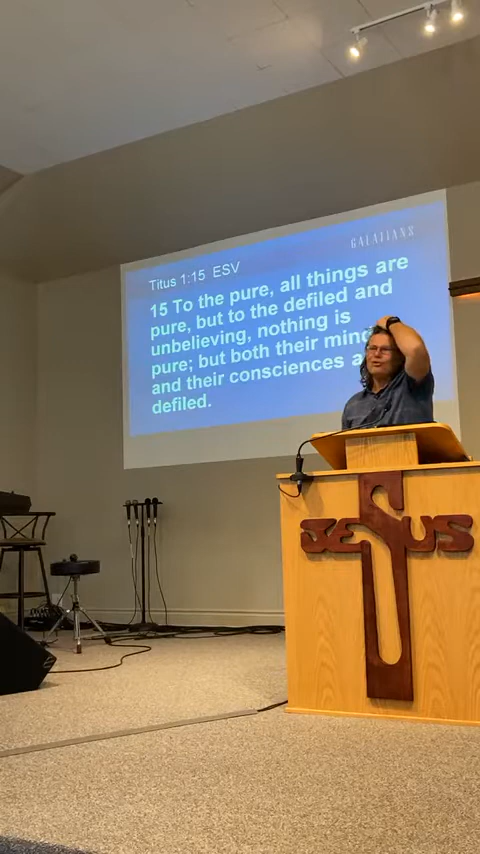 GALATIANS
Titus 1:15 ESV
15 To the pure, all things are
pure, but to the defiled and
unbelieving, nothing is
pure; but both their mind
and their consciences a
defiled.
JESUS